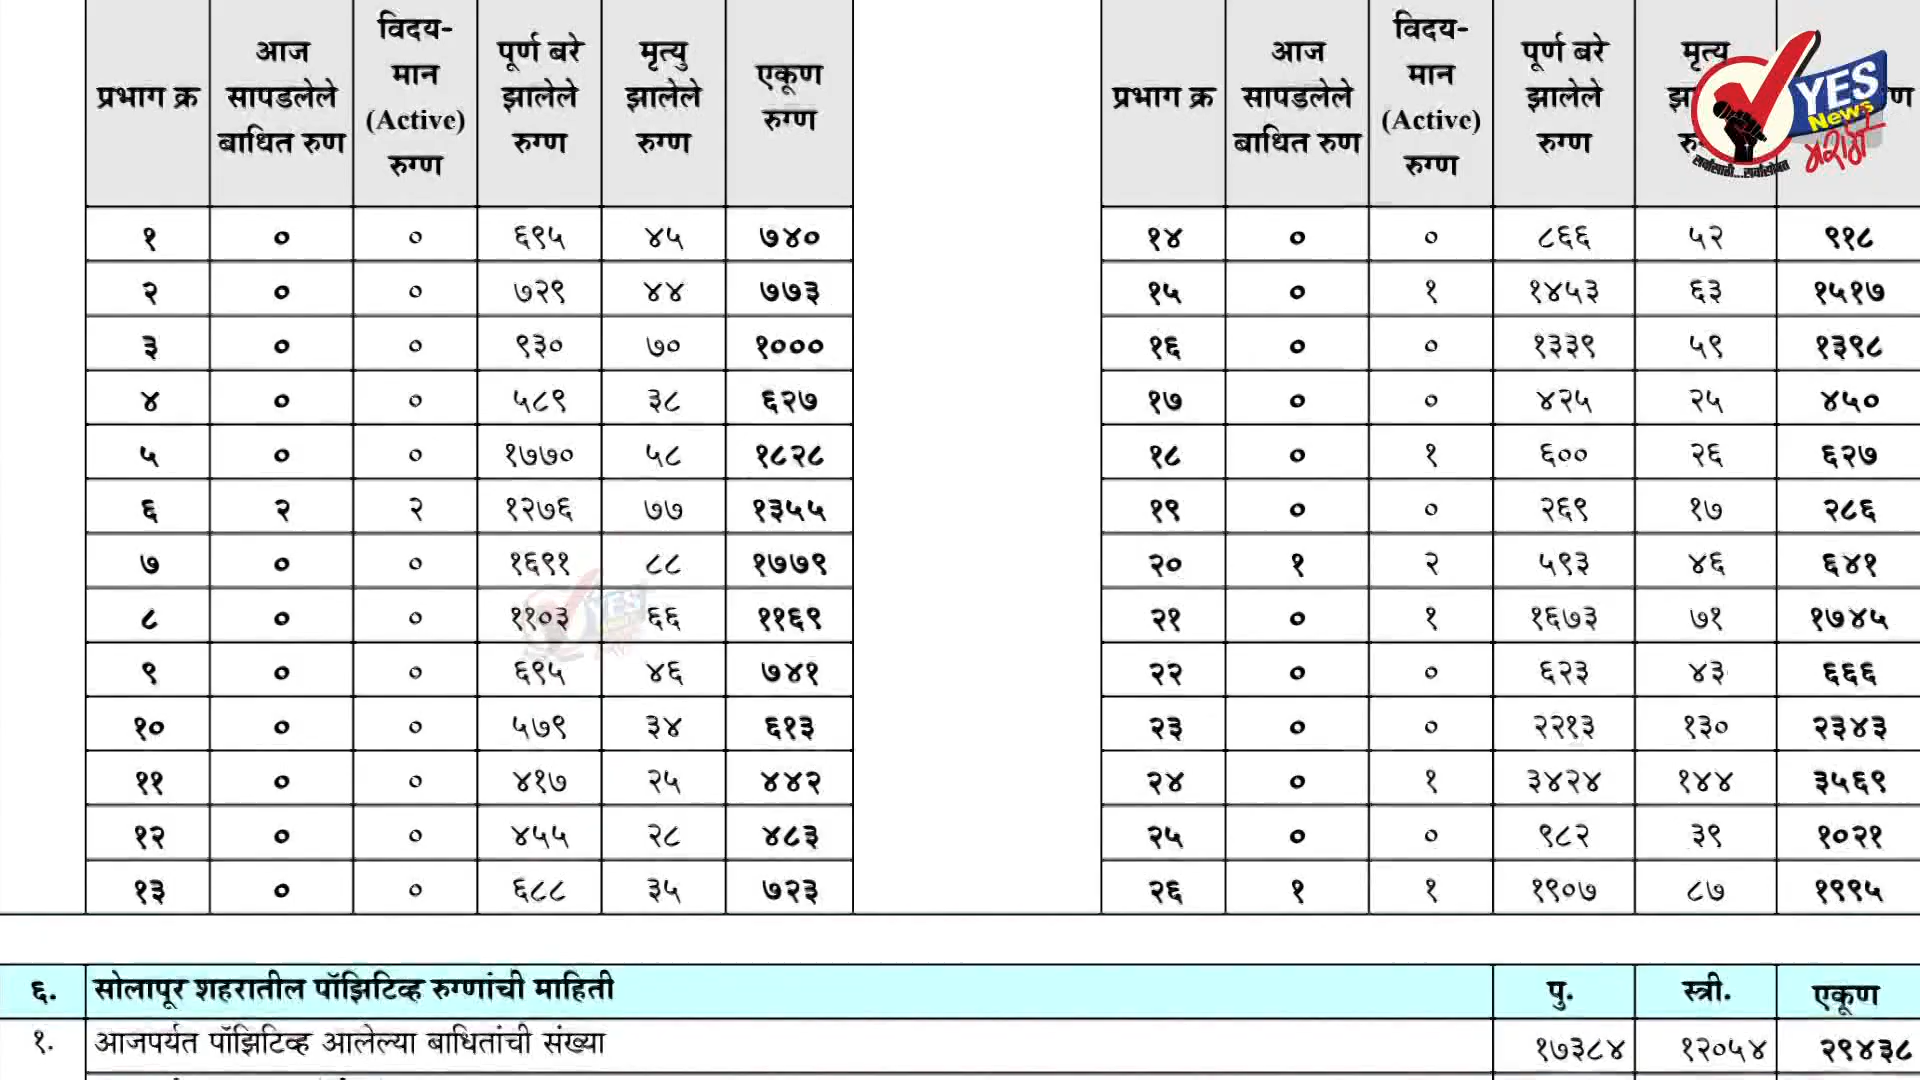 प्रभाग क्र | आज सापडलेले बाधित रुण | विदय-मान (Active) रुग्ण | पूर्ण बरे झालेले रुग्ण | मृत्यु झालेले रुग्ण | एकूण रुग्ण
१ ० ० ६९५ ४५ ७४०
२ ० ० ७२९ ४४ ७७३
३ ० ० ९३० ७० १०००
४ ० ० ५८९ ३८ ६२७
५ ० ० १७७० ५८ १८२८
६ २ २ १२७६ ७७ १३५५
७ ० ० १६९१ ८८ १७७९
८ ० ० ११०३ ६६ ११६९
९ ० ० ६९५ ४६ ७४१
१० ० ० ५७९ ३४ ६१३
११ ० ० ४१७ २५ ४४२
१२ ० ० ४५५ २८ ४८३
१३ ० ० ६८८ ३५ ७२३
प्रभाग क्र | आज सापडलेले बाधित रुण | विदय-मान (Active) रुग्ण | पूर्ण बरे झालेले रुग्ण | मृत्यु
१४ ० ० ८६६ ५२ ९१८
१५ ० १ १४५३ ६३ १५१७
१६ ० ० १३३९ ५९ १३९८
१७ ० ० ४२५ २५ ४५०
१८ ० १ ६०० २६ ६२७
१९ ० ० २६९ १७ २८६
२० १ २ ५९३ ४६ ६४१
२१ ० १ १६७३ ७१ १७४५
२२ ० ० ६२३ ४३ ६६६
२३ ० ० २२१३ १३० २३४३
२४ ० १ ३४२४ १४४ ३५६९
२५ ० ० ९८२ ३९ १०२१
२६ १ १ १९०७ ८७ १९९५
YES
News
मराठी
सर्वांसाठी...सर्वांसोबत
६. सोलापूर शहरातील पॉझिटिव्ह रुग्णांची माहिती पु. स्त्री. एकूण
१. आजपर्यत पॉझिटिव्ह आलेल्या बाधितांची संख्या १७३८४ १२०५४ २९४३८